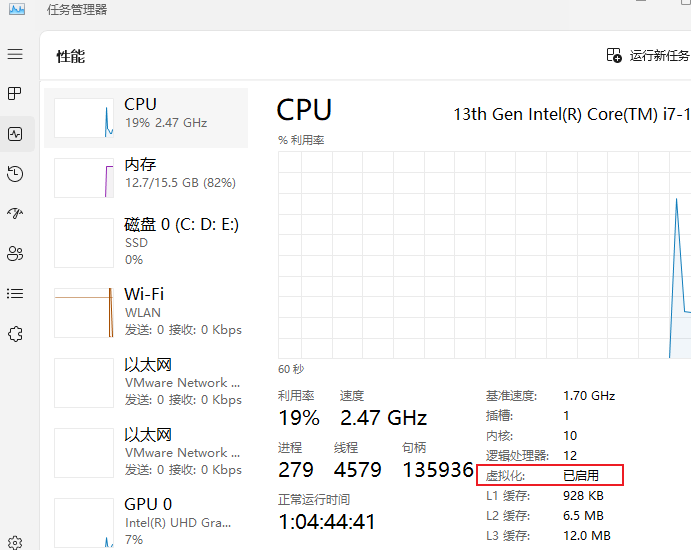 任务管理器
性能
运行新任务
CPU
19% 2.47 GHz
内存
12.7/15.5 GB (82%)
磁盘 0 (C: D: E:)
SSD
0%
Wi-Fi
WLAN
发送: 0 接收: 0 Kbps
以太网
VMware Network ...
发送: 0 接收: 0 Kbps
以太网
VMware Network ...
发送: 0 接收: 0 Kbps
GPU 0
Intel(R) UHD Gra...
7%
CPU
13th Gen Intel(R) Core(TM) i7-1
% 利用率
60 秒
利用率 速度
19% 2.47 GHz
进程 线程 句柄
279 4579 135936
正常运行时间
1:04:44:41
基准速度: 1.70 GHz
插槽: 1
内核: 10
逻辑处理器: 12
虚拟化: 已启用
L1 缓存: 928 KB
L2 缓存: 6.5 MB
L3 缓存: 12.0 MB